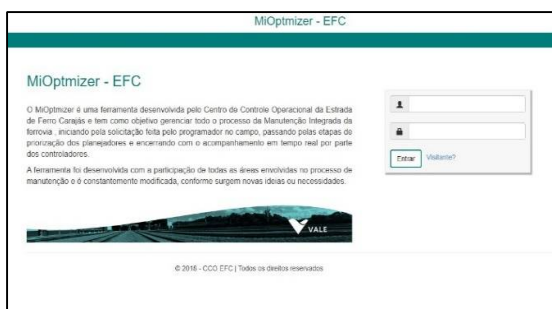 MiOptmizer - EFC
MiOptmizer - EFC
O MiOptmizer é uma ferramenta desenvolvida pelo Centro de Controle Operacional da Estrada
de Ferro Carajás e tem como objetivo gerenciar todo o processo da Manutenção Integrada da
ferrovia , iniciando pela solicitação feita pelo programador no campo, passando pelas etapas de
priorização dos planejadores e encerrando com o acompanhamento em tempo real por parte
dos controladores.
A ferramenta foi desenvolvida com a participação de todas as áreas envolvidas no processo de
manutenção e é constantemente modificada, conforme surgem novas ideias ou necessidades.
Entrar Visitante?
VALE
© 2018 - CCO EFC | Todos os direitos reservados